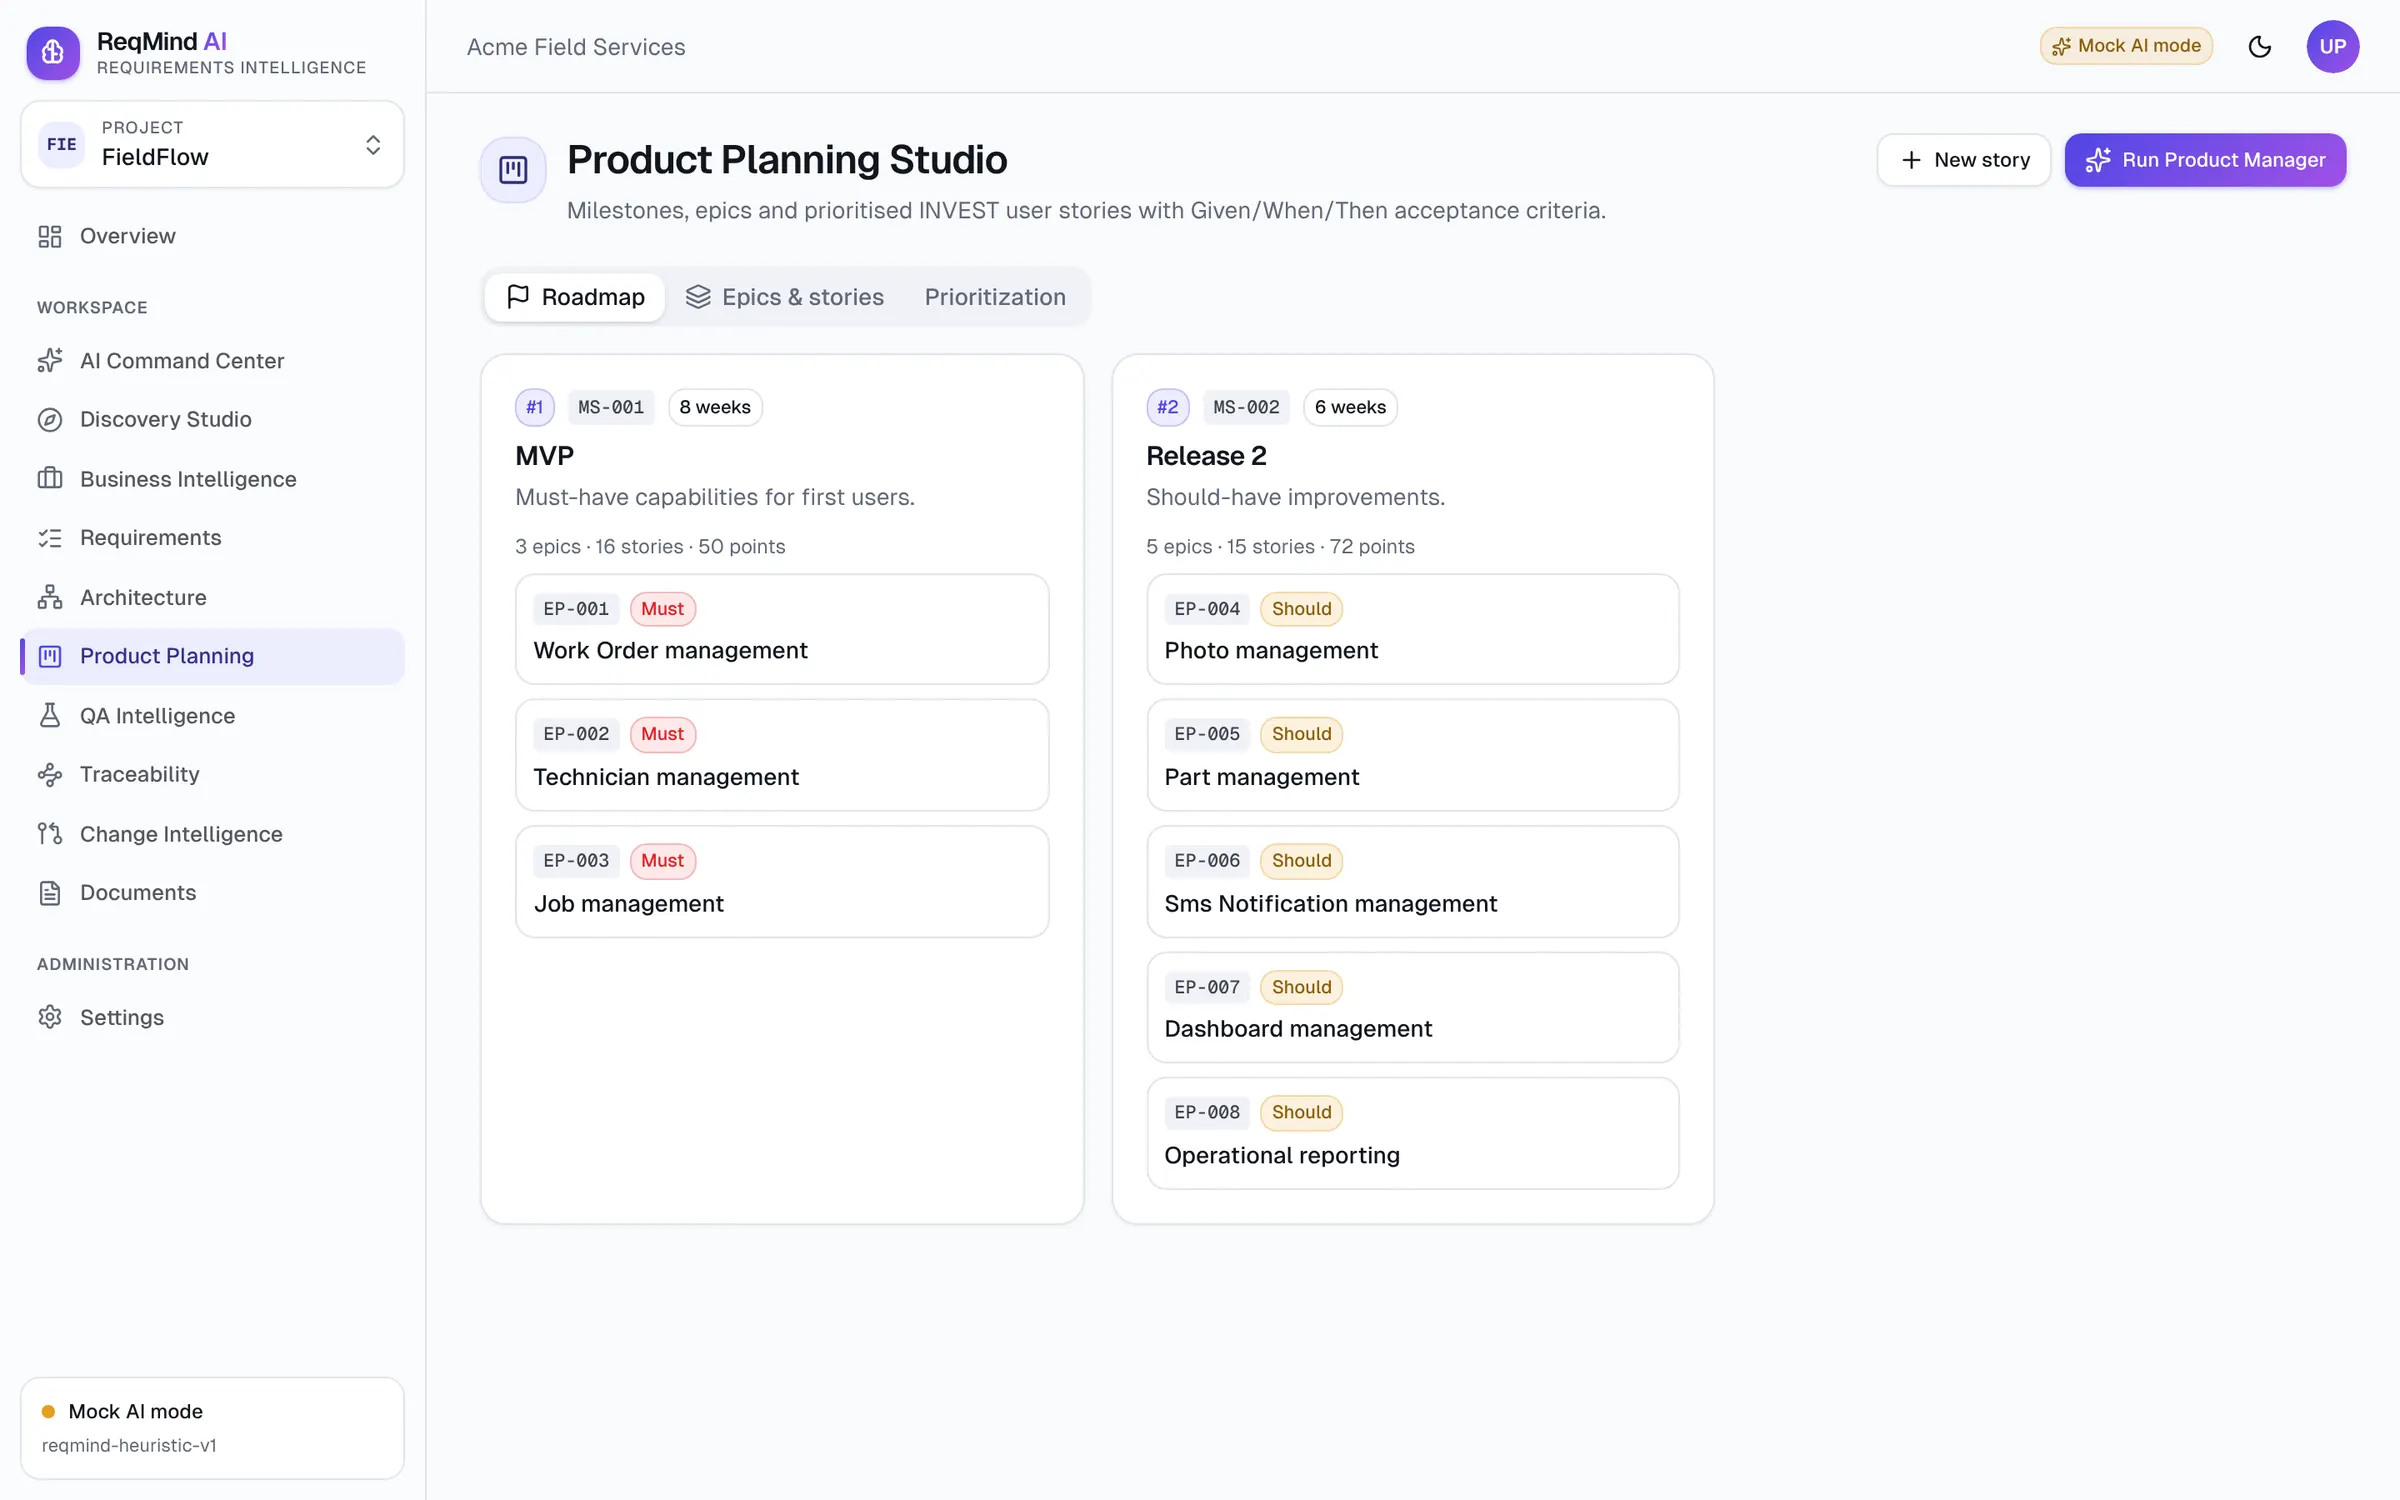 ReqMind AI
REQUIREMENTS INTELLIGENCE
FIE
PROJECT
FieldFlow
Overview
WORKSPACE
AI Command Center
Discovery Studio
Business Intelligence
Requirements
Architecture
Product Planning
QA Intelligence
Traceability
Change Intelligence
Documents
ADMINISTRATION
Settings
Mock AI mode
reqmind-heuristic-v1
Acme Field Services
Mock AI mode
UP
Product Planning Studio
Milestones, epics and prioritised INVEST user stories with Given/When/Then acceptance criteria.
New story
Run Product Manager
Roadmap
Epics & stories
Prioritization
#1 MS-001 8 weeks
MVP
Must-have capabilities for first users.
3 epics · 16 stories · 50 points
EP-001 Must
Work Order management
EP-002 Must
Technician management
EP-003 Must
Job management
#2 MS-002 6 weeks
Release 2
Should-have improvements.
5 epics · 15 stories · 72 points
EP-004 Should
Photo management
EP-005 Should
Part management
EP-006 Should
Sms Notification management
EP-007 Should
Dashboard management
EP-008 Should
Operational reporting